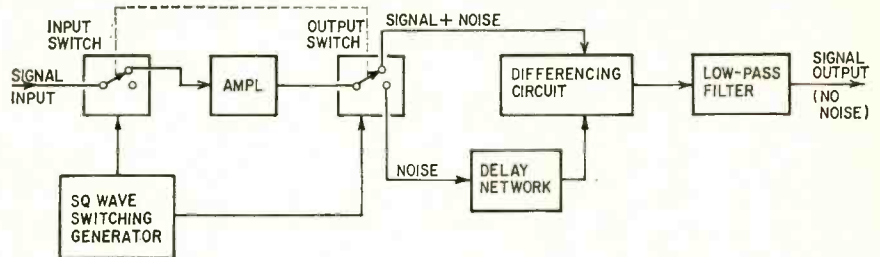 INPUT
SWITCH
OUTPUT
SWITCH
SIGNAL + NOISE
SIGNAL
INPUT
AMPL
DIFFERENCING
CIRCUIT
LOW-PASS
FILTER
SIGNAL
OUTPUT
(NO
NOISE)
SQ WAVE
SWITCHING
GENERATOR
NOISE
DELAY
NETWORK